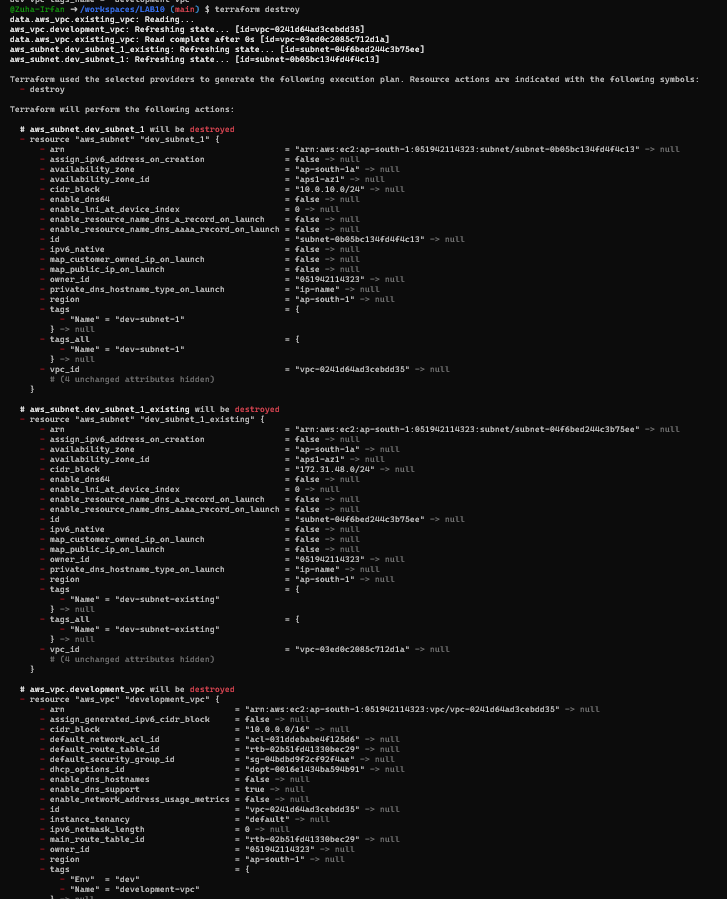 @Zuha-Irfan ➜ /workspaces/LAB10 (main) $ terraform destroy
data.aws_vpc.existing_vpc: Reading...
aws_vpc.development_vpc: Refreshing state... [id=vpc-0241d64ad3cebdd35]
data.aws_vpc.existing_vpc: Read complete after 0s [id=vpc-03ed0c2085c712d1a]
aws_subnet.dev_subnet_1_existing: Refreshing state... [id=subnet-04f6bed244c3b75ee]
aws_subnet.dev_subnet_1: Refreshing state... [id=subnet-0b05bc134fd4f4c13]
Terraform used the selected providers to generate the following execution plan. Resource actions are indicated with the following symbols:
- destroy
Terraform will perform the following actions:
# aws_subnet.dev_subnet_1 will be destroyed
- resource "aws_subnet" "dev_subnet_1" {
- arn = "arn:aws:ec2:ap-south-1:051942114323:subnet/subnet-0b05bc134fd4f4c13" -> null
- assign_ipv6_address_on_creation = false -> null
- availability_zone = "ap-south-1a" -> null
- availability_zone_id = "aps1-az1" -> null
- cidr_block = "10.0.10.0/24" -> null
- enable_dns64 = false -> null
- enable_lni_at_device_index = 0 -> null
- enable_resource_name_dns_a_record_on_launch = false -> null
- enable_resource_name_dns_aaaa_record_on_launch = false -> null
- id = "subnet-0b05bc134fd4f4c13" -> null
- ipv6_native = false -> null
- map_customer_owned_ip_on_launch = false -> null
- map_public_ip_on_launch = false -> null
- owner_id = "051942114323" -> null
- private_dns_hostname_type_on_launch = "ip-name" -> null
- region = "ap-south-1" -> null
- tags = {
- "Name" = "dev-subnet-1"
} -> null
- tags_all = {
- "Name" = "dev-subnet-1"
} -> null
- vpc_id = "vpc-0241d64ad3cebdd35" -> null
# (4 unchanged attributes hidden)
}
# aws_subnet.dev_subnet_1_existing will be destroyed
- resource "aws_subnet" "dev_subnet_1_existing" {
- arn = "arn:aws:ec2:ap-south-1:051942114323:subnet/subnet-04f6bed244c3b75ee" -> null
- assign_ipv6_address_on_creation = false -> null
- availability_zone = "ap-south-1a" -> null
- availability_zone_id = "aps1-az1" -> null
- cidr_block = "172.31.48.0/24" -> null
- enable_dns64 = false -> null
- enable_lni_at_device_index = 0 -> null
- enable_resource_name_dns_a_record_on_launch = false -> null
- enable_resource_name_dns_aaaa_record_on_launch = false -> null
- id = "subnet-04f6bed244c3b75ee" -> null
- ipv6_native = false -> null
- map_customer_owned_ip_on_launch = false -> null
- map_public_ip_on_launch = false -> null
- owner_id = "051942114323" -> null
- private_dns_hostname_type_on_launch = "ip-name" -> null
- region = "ap-south-1" -> null
- tags = {
- "Name" = "dev-subnet-existing"
} -> null
- tags_all = {
- "Name" = "dev-subnet-existing"
} -> null
- vpc_id = "vpc-03ed0c2085c712d1a" -> null
# (4 unchanged attributes hidden)
}
# aws_vpc.development_vpc will be destroyed
- resource "aws_vpc" "development_vpc" {
- arn = "arn:aws:ec2:ap-south-1:051942114323:vpc/vpc-0241d64ad3cebdd35" -> null
- assign_generated_ipv6_cidr_block = false -> null
- cidr_block = "10.0.0.0/16" -> null
- default_network_acl_id = "acl-031ddebabe4f125d6" -> null
- default_route_table_id = "rtb-02b51fd41330bec29" -> null
- default_security_group_id = "sg-04bdbd9f2cf92f4ae" -> null
- dhcp_options_id = "dopt-0016e1434ba594b91" -> null
- enable_dns_hostnames = false -> null
- enable_dns_support = true -> null
- enable_network_address_usage_metrics = false -> null
- id = "vpc-0241d64ad3cebdd35" -> null
- instance_tenancy = "default" -> null
- ipv6_netmask_length = 0 -> null
- main_route_table_id = "rtb-02b51fd41330bec29" -> null
- owner_id = "051942114323" -> null
- region = "ap-south-1" -> null
- tags = {
- "Env" = "dev"
- "Name" = "development-vpc"